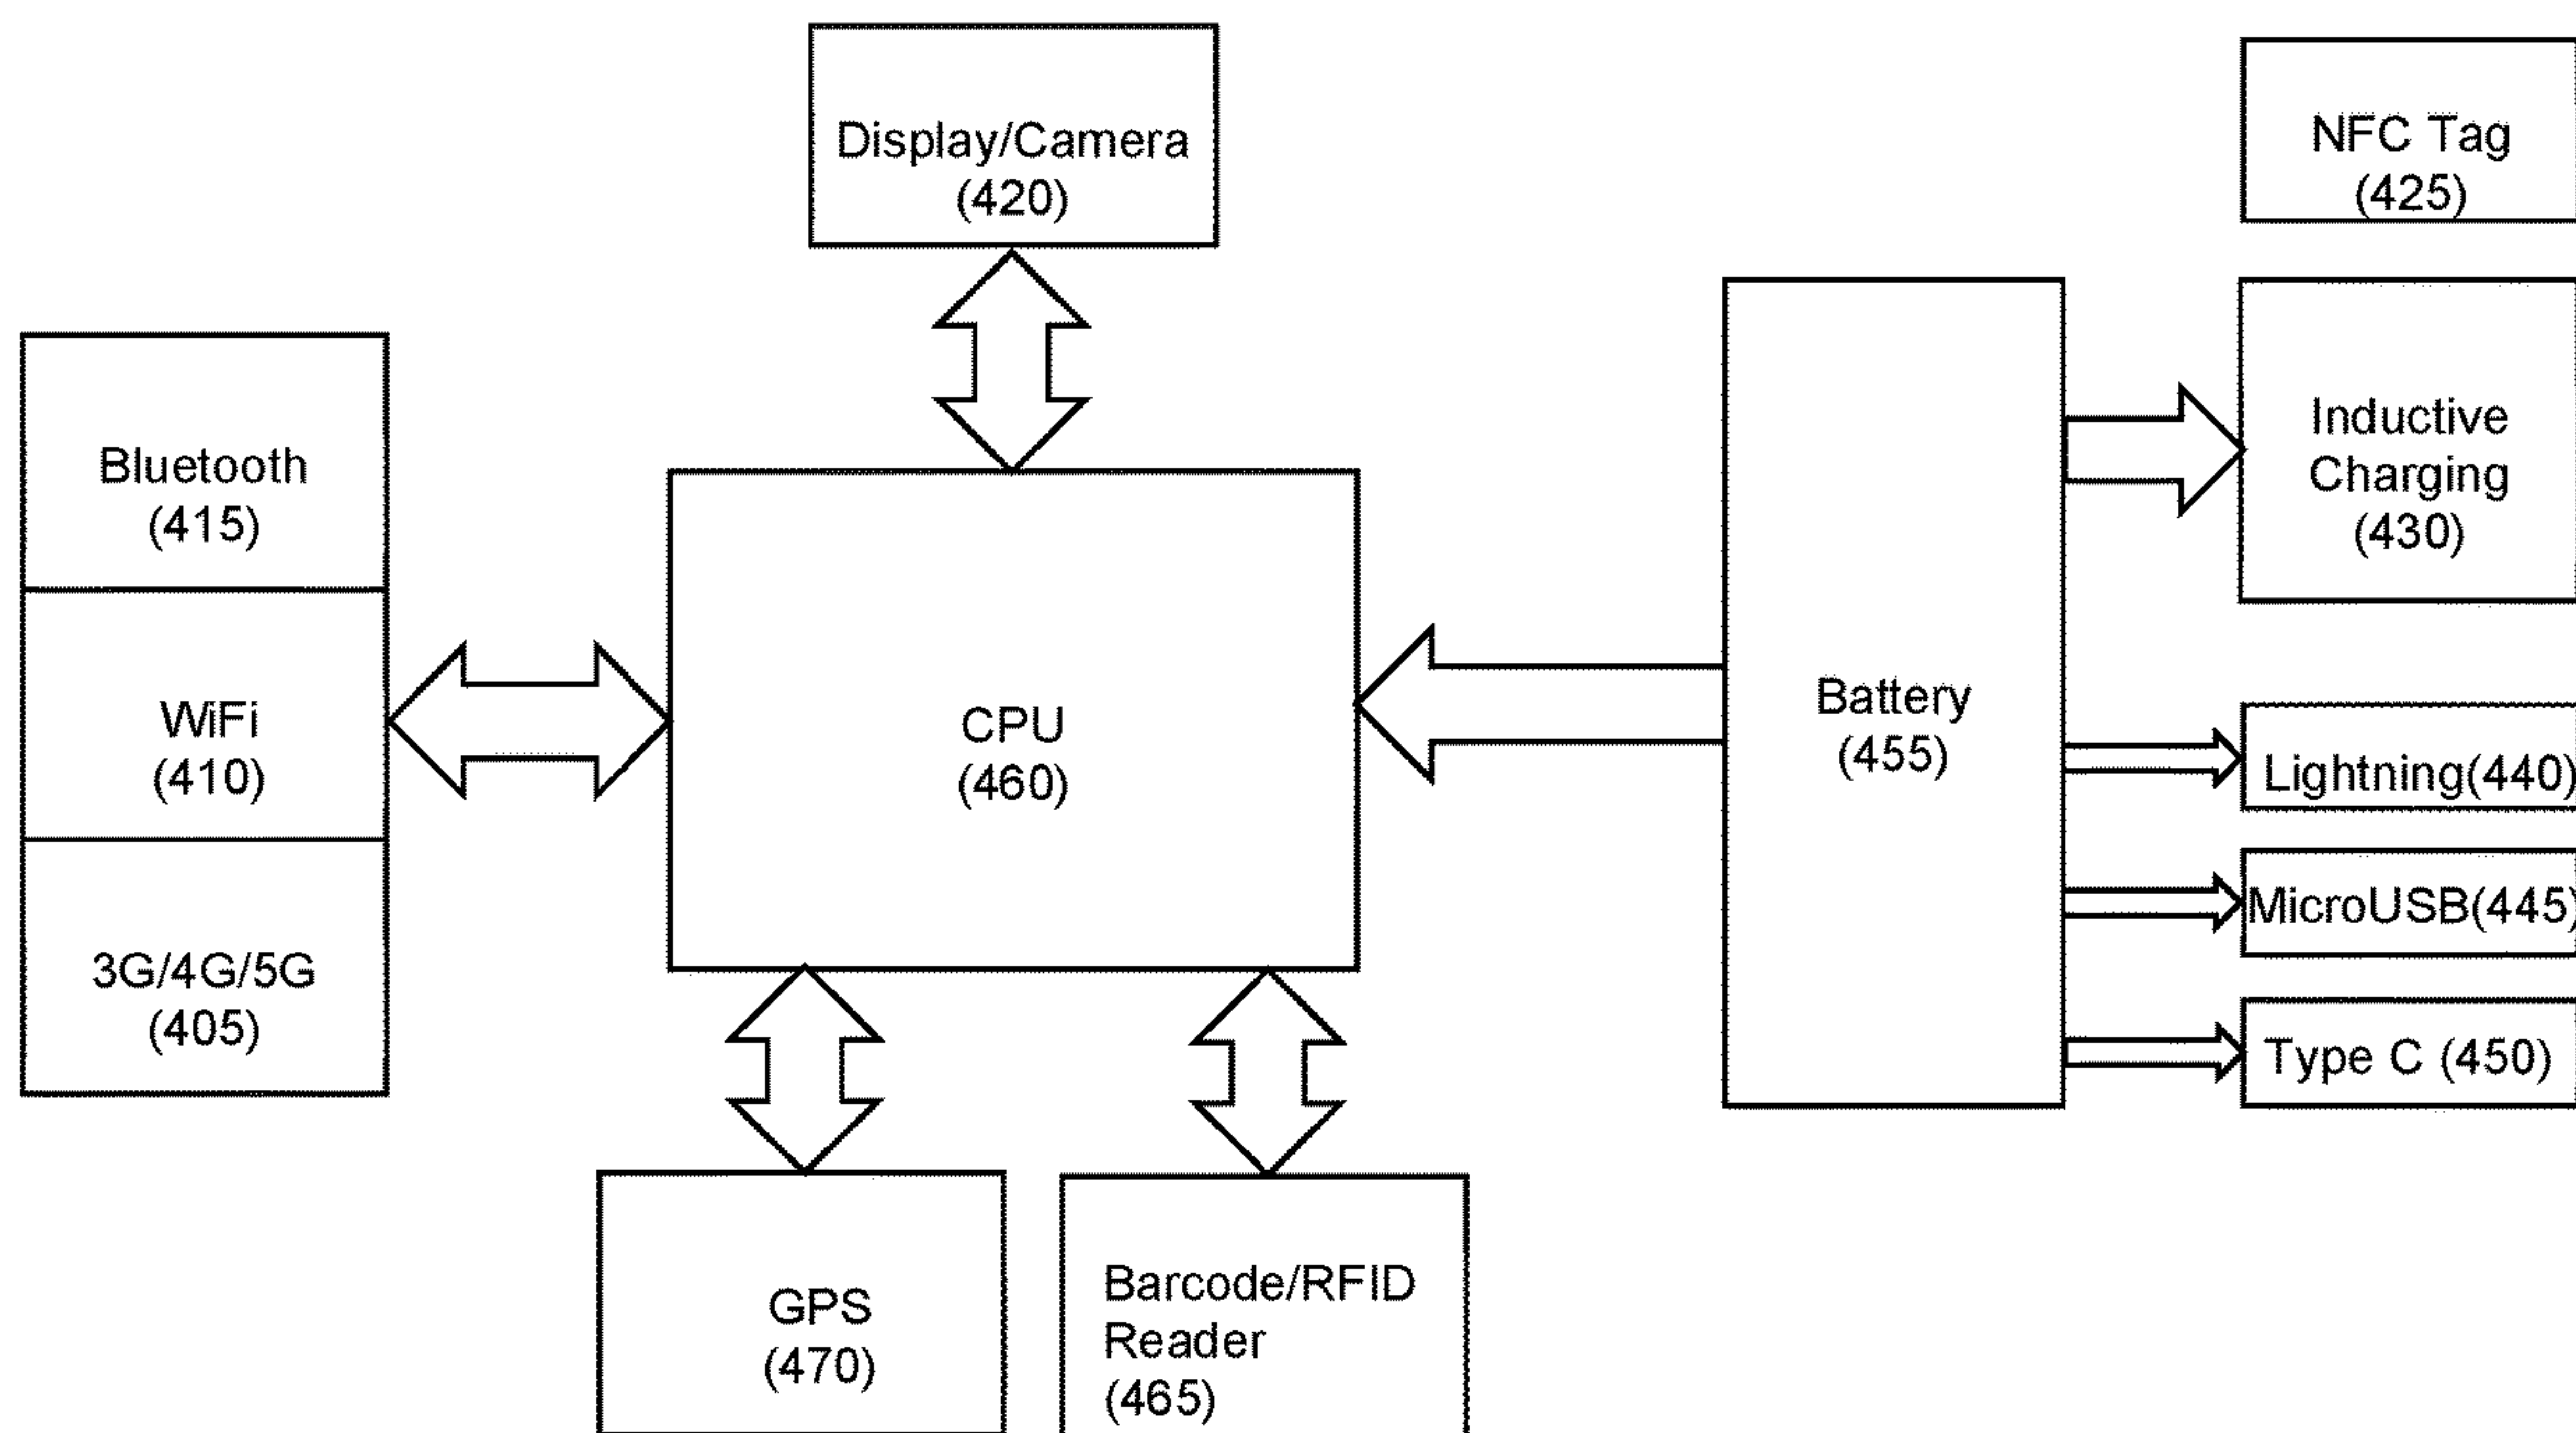 Display/Camera
(420)
NFC Tag
(425)
Bluetooth
(415)
WiFi
(410)
3G/4G/5G
(405)
CPU
(460)
Battery
(455)
Inductive
Charging
(430)
Lightning(440)
MicroUSB(445)
Type C (450)
GPS
(470)
Barcode/RFID
Reader
(465)